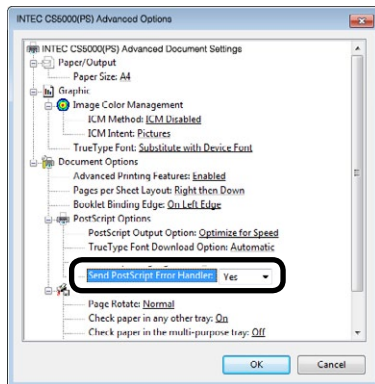 INTEC CS6000(PS) Advanced Options
INTEC CS6000(PS) Advanced Document Settings
Paper/Output
Paper Size: A4
Graphic
Image Color Management
ICM Method: ICM Disabled
ICM Intent: Pictures
TrueType Font: Substitute with Device Font
Document Options
Advanced Printing Features: Enabled
Pages per Sheet Layout: Right then Down
Booklet Binding Edge: On Left Edge
PostScript Options
PostScript Output Option: Optimize for Speed
TrueType Font Download Option: Automatic
Send PostScript Error Handler: Yes
Page Rotate: Normal
Check paper in any other tray: On
Check paper in the multi-purpose tray: Off
OK Cancel